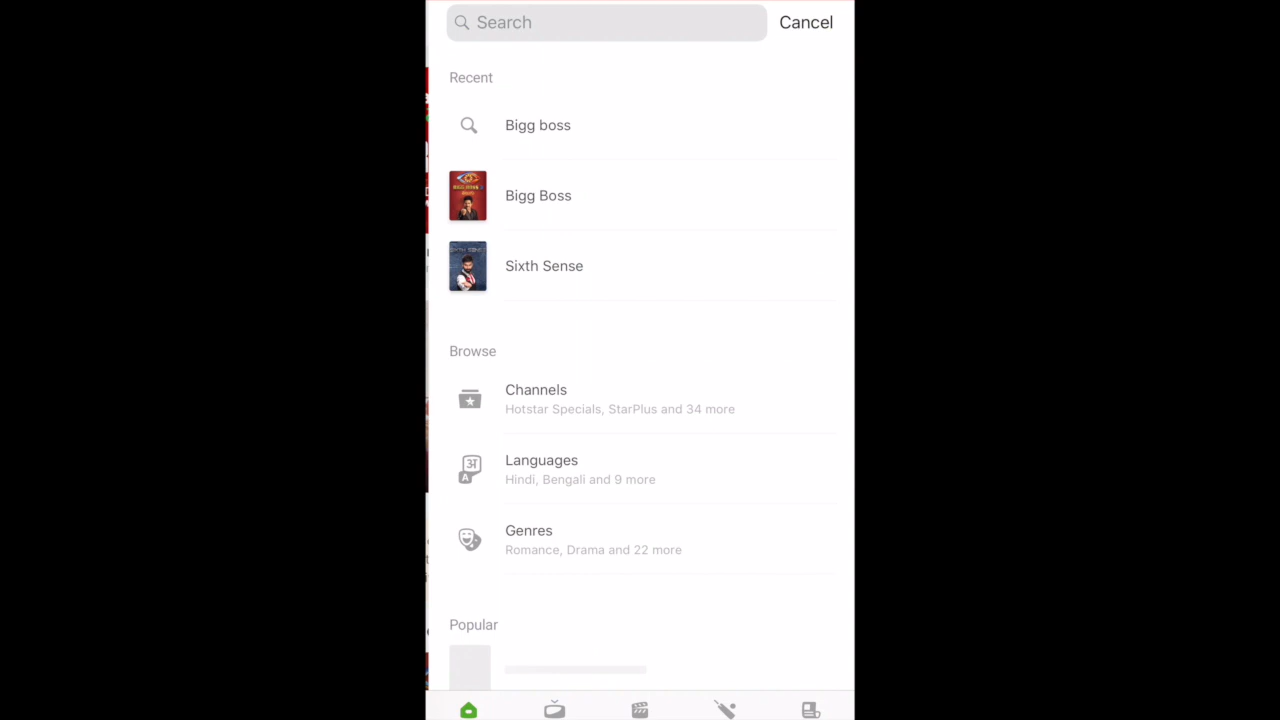 Search
Cancel
Recent
Bigg boss
Bigg Boss
Sixth Sense
Browse
Channels
Hotstar Specials, StarPlus and 34 more
Languages
Hindi, Bengali and 9 more
Genres
Romance, Drama and 22 more
Popular